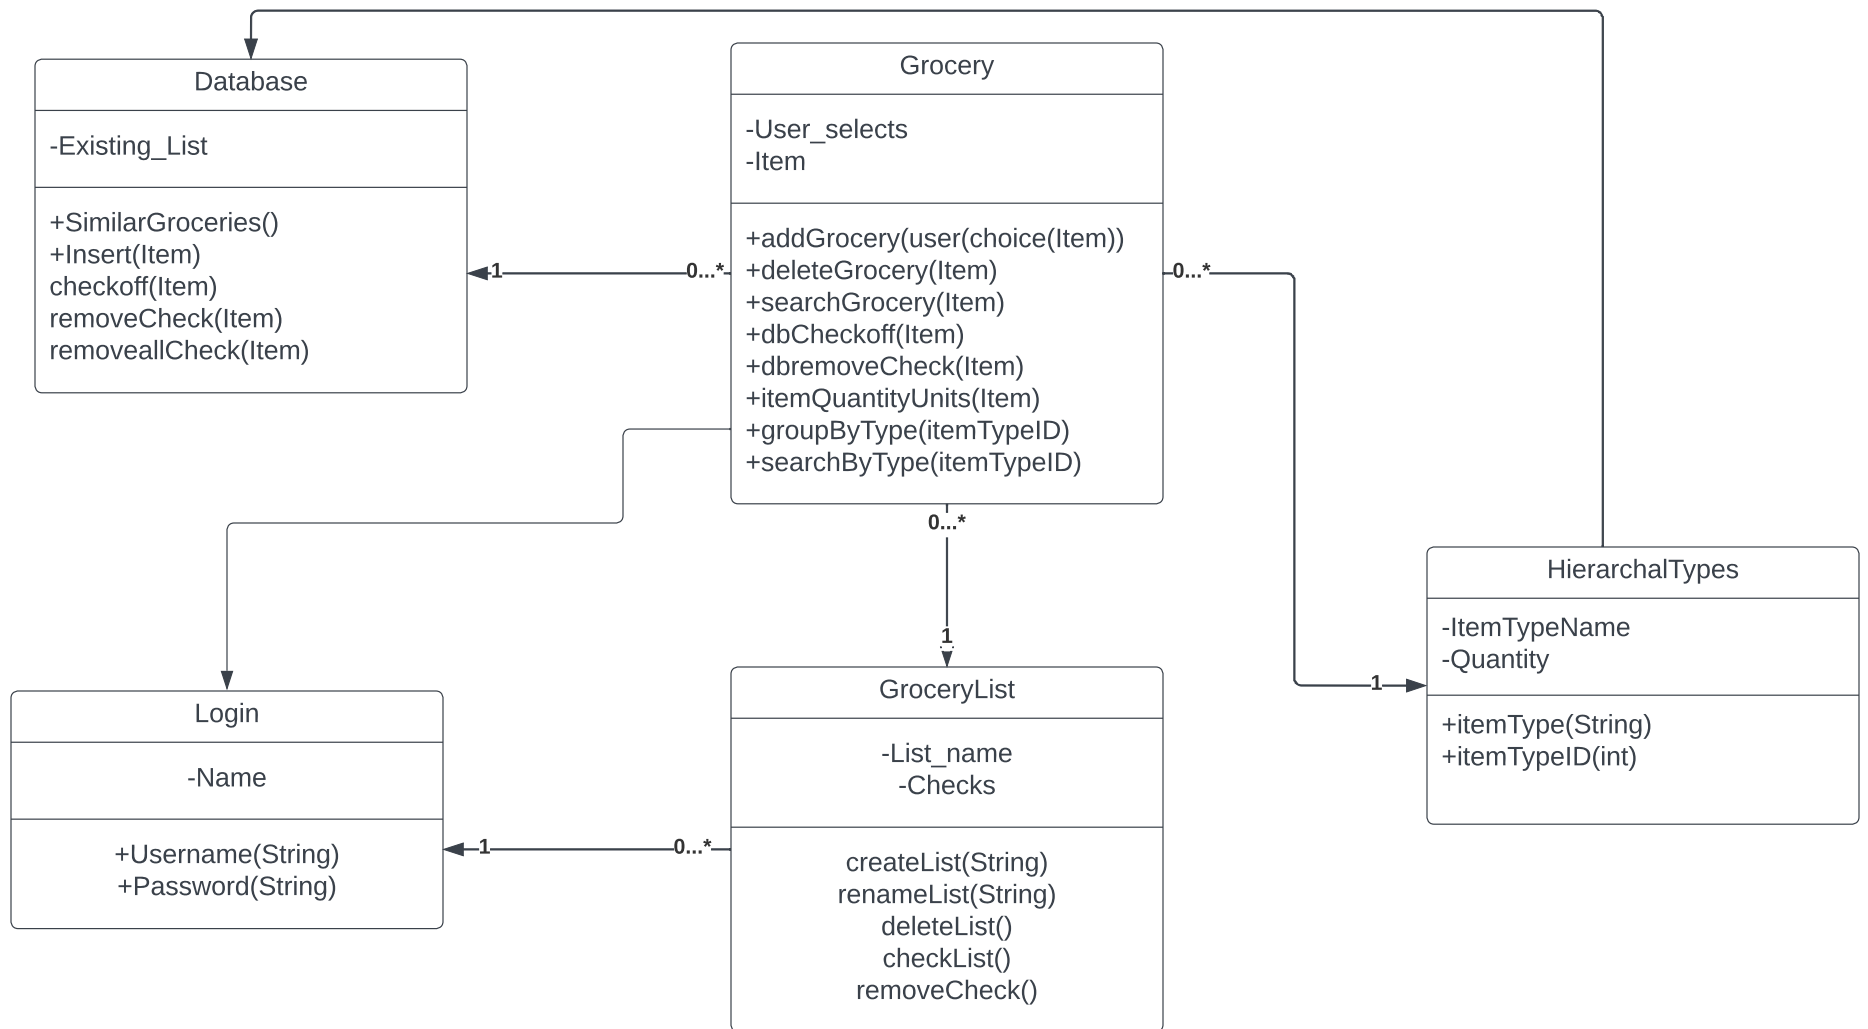 Database
-Existing_List
+SimilarGroceries()
+Insert(Item)
checkoff(Item)
removeCheck(Item)
removeallCheck(Item)
Grocery
-User_selects
-Item
+addGrocery(user(choice(Item))
+deleteGrocery(Item)
+searchGrocery(Item)
+dbCheckoff(Item)
+dbremoveCheck(Item)
+itemQuantityUnits(Item)
+groupByType(itemTypeID)
+searchByType(itemTypeID)
1
0...*
0...*
0...*
1
1
HierarchalTypes
-ItemTypeName
-Quantity
+itemType(String)
+itemTypeID(int)
Login
-Name
+Username(String)
+Password(String)
1
0...*
GroceryList
-List_name
-Checks
createList(String)
renameList(String)
deleteList()
checkList()
removeCheck()